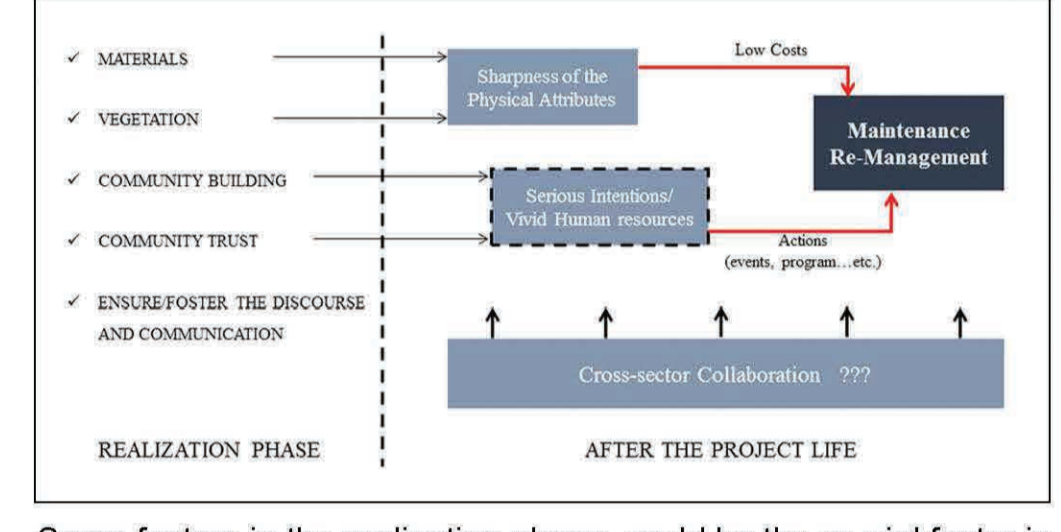 ✓ MATERIALS
✓ VEGETATION
✓ COMMUNITY BUILDING
✓ COMMUNITY TRUST
✓ ENSURE/FOSTER THE DISCOURSE
AND COMMUNICATION
REALIZATION PHASE
Sharpness of the
Physical Attributes
Low Costs
Maintenance
Re-Management
Serious Intentions/
Vivid Human resources
Actions
(events, program...etc.)
Cross-sector Collaboration ???
AFTER THE PROJECT LIFE